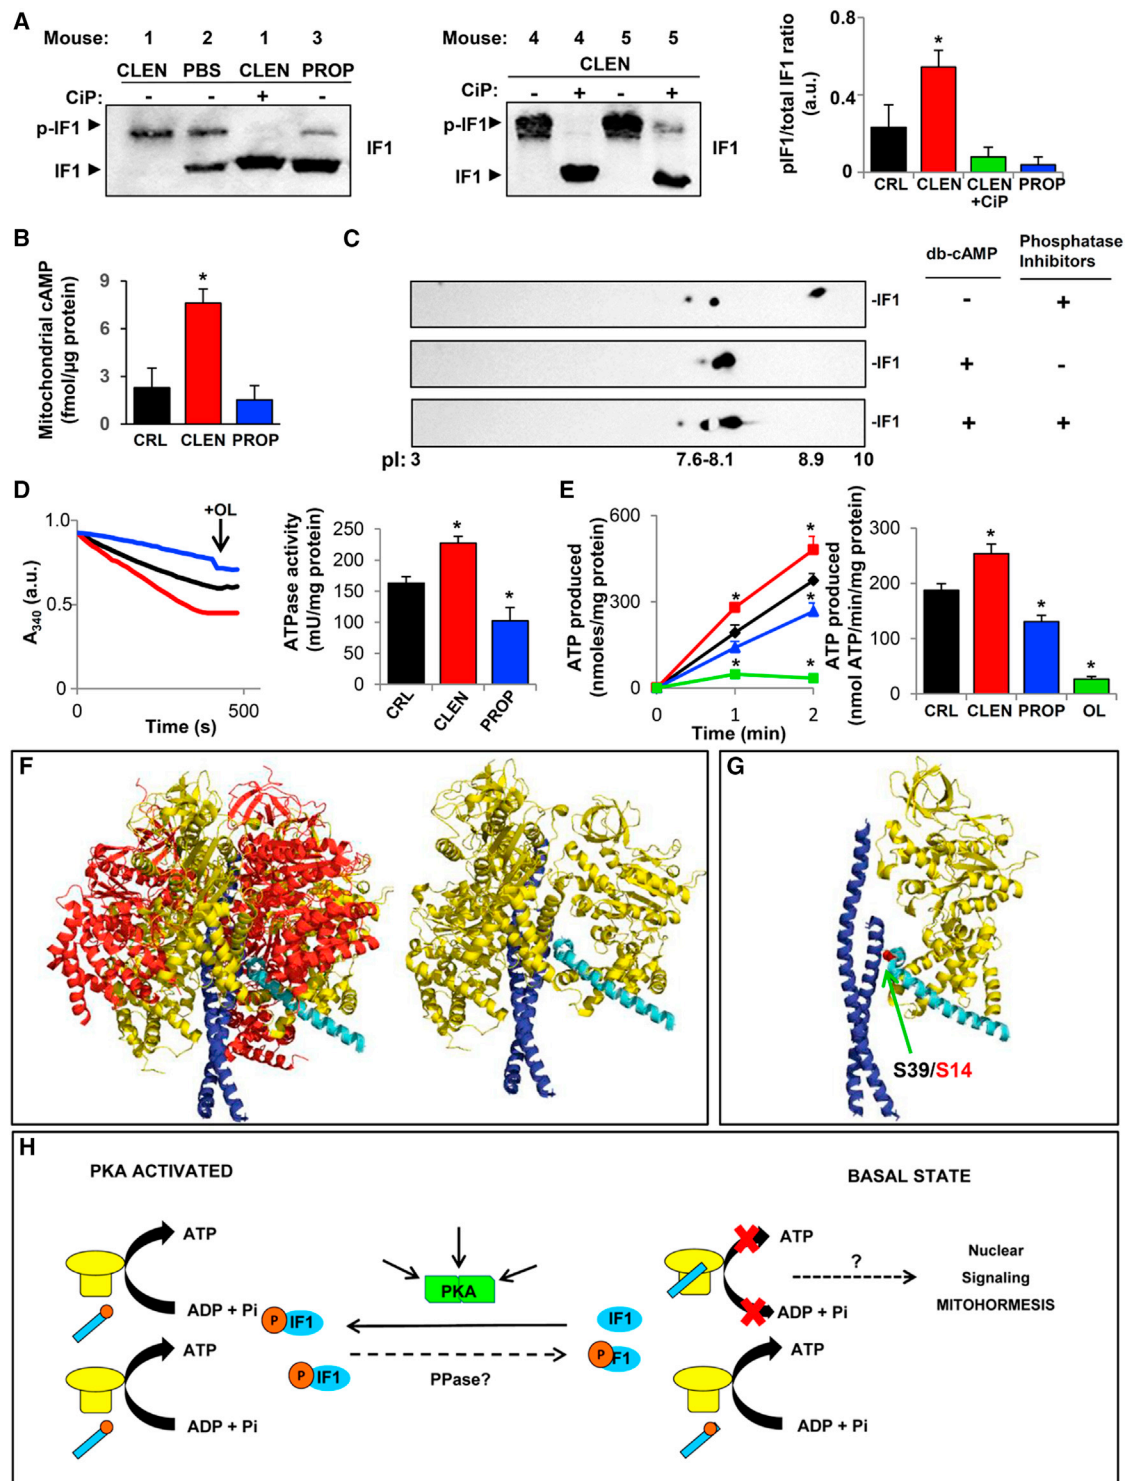 A
Mouse: 1 2 1 3
CLEN PBS CLEN PROP
CiP: - - + -
p-IF1
IF1
IF1
Mouse: 4 4 5 5
CLEN
CiP: - + - +
p-IF1
IF1
IF1
pIF1/total IF1 ratio
(a.u.)
0.8
0.4
0
*
CRL CLEN CLEN PROP
+CiP
B
Mitochondrial cAMP
(fmol/µg protein)
9
6
3
0
*
CRL CLEN PROP
C
db-cAMP
Phosphatase
Inhibitors
-IF1 - +
-IF1 + -
-IF1 + +
pI: 3 7.6-8.1 8.9 10
D
A340 (a.u.)
1.0
0.5
0
+OL
500
Time (s)
ATPase activity
(mU/mg protein)
250
200
150
100
50
0
*
*
CRL CLEN PROP
E
ATP produced
(nmoles/mg protein)
600
300
0
*
*
*
*
*
0 1 2
Time (min)
ATP produced
(nmol ATP/min/mg protein)
300
200
100
0
*
*
*
CRL CLEN PROP OL
F
G
S39/S14
H
PKA ACTIVATED
BASAL STATE
ATP
ADP + Pi
ATP
ADP + Pi
P IF1
P IF1
PKA
PPase?
IF1
P F1
ATP
ADP + Pi
ATP
ADP + Pi
?
Nuclear
Signaling
MITOHORMESIS